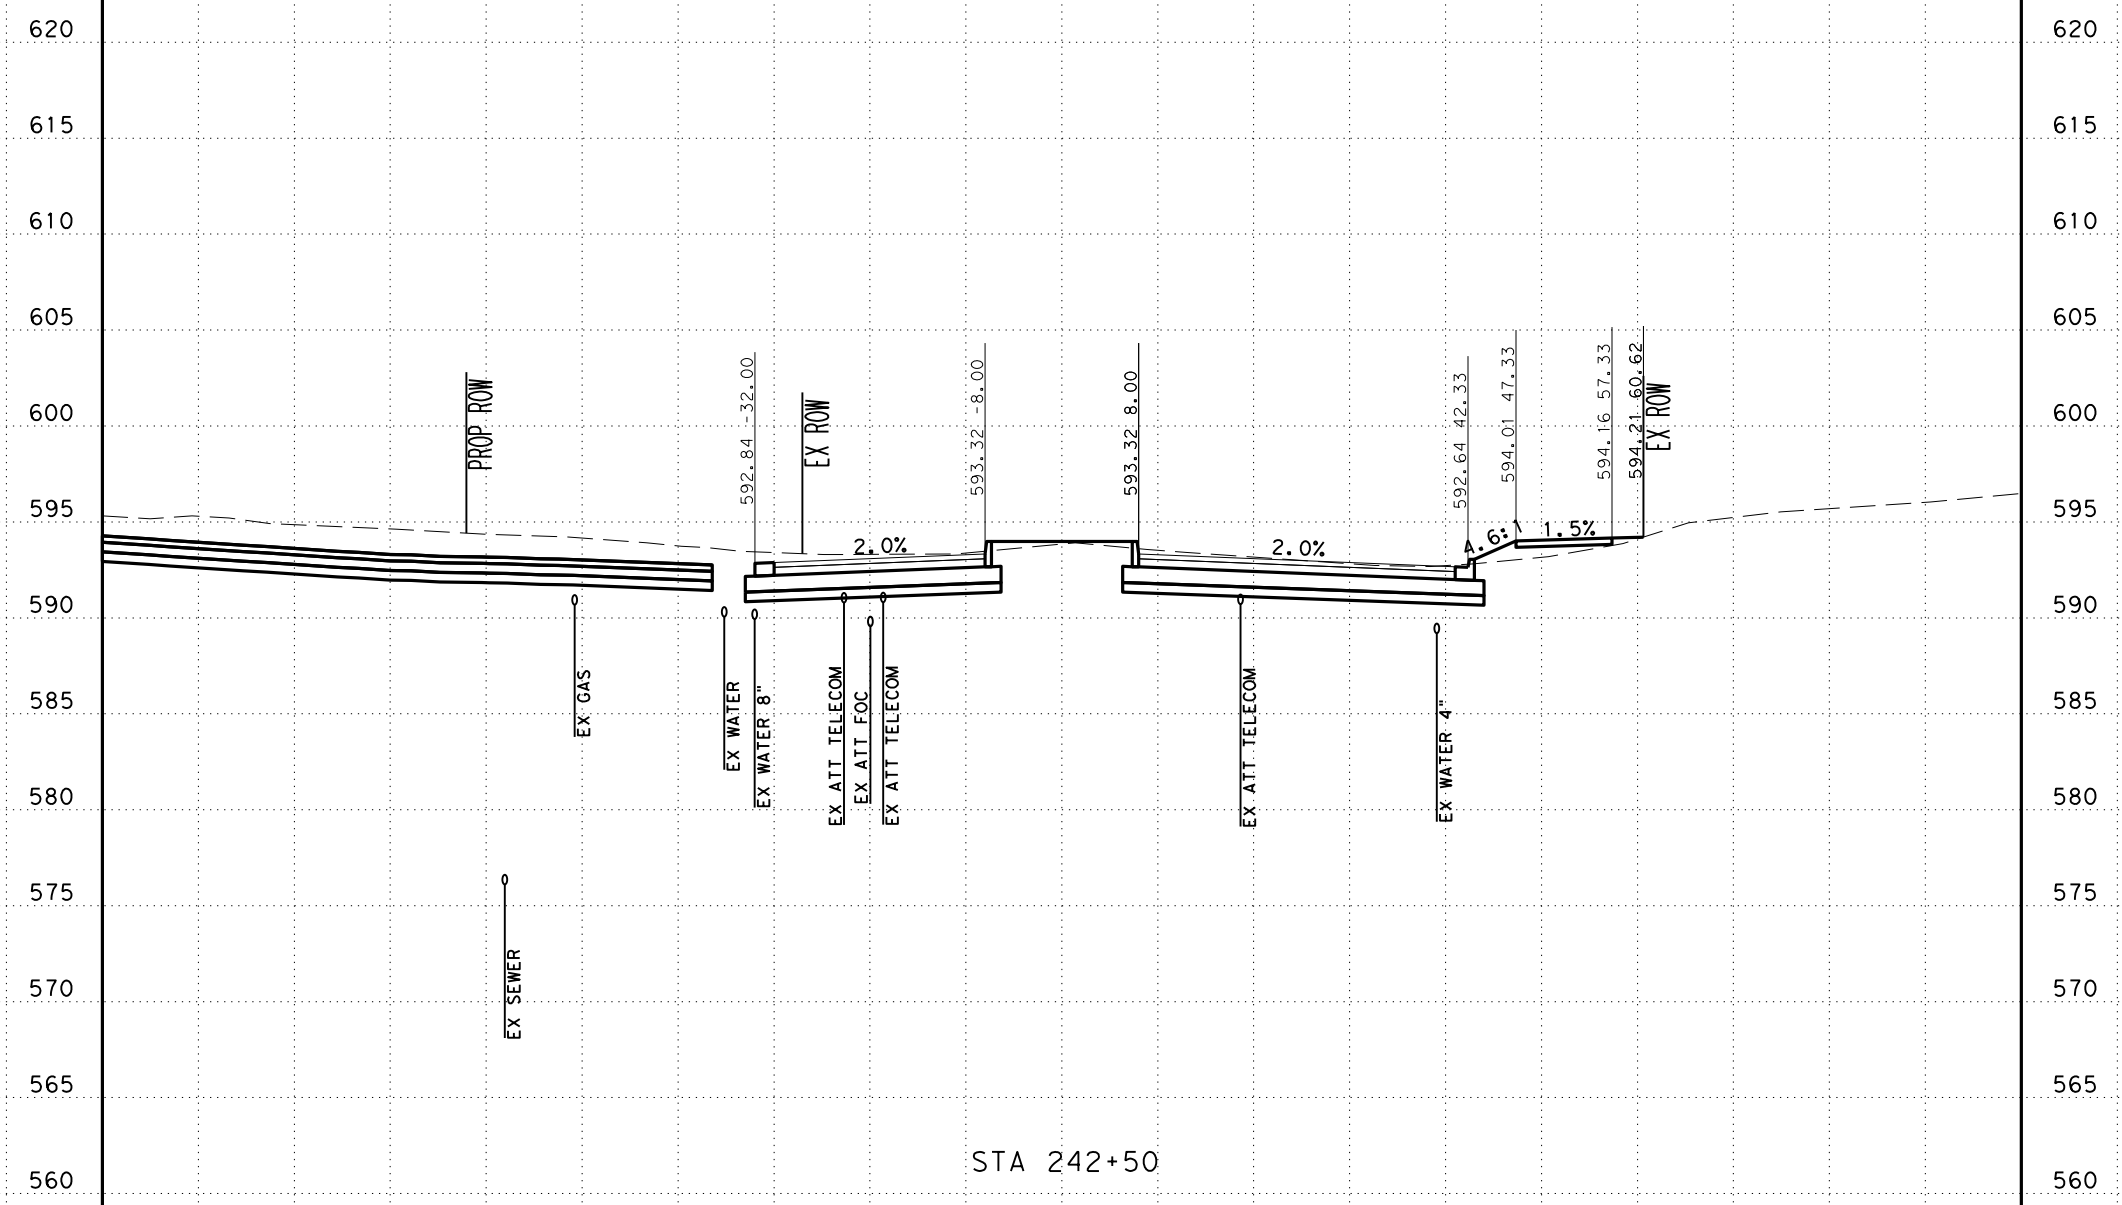 620 620
615 615
610 610
605 605
600 600
595 595
590 590
585 585
580 580
575 575
570 570
565 565
560 560
PROP ROW
592.84 -32.00
EX ROW
593.32 -8.00
593.32 8.00
592.64 42.33
594.01 47.33
594.16 57.33
594.21 60.62
EX ROW
2.0%
2.0%
4.6:1
1.5%
EX SEWER
EX GAS
EX WATER
EX WATER 8"
EX ATT TELECOM
EX ATT FOC
EX ATT TELECOM
EX ATT TELECOM
EX WATER 4"
STA 242+50